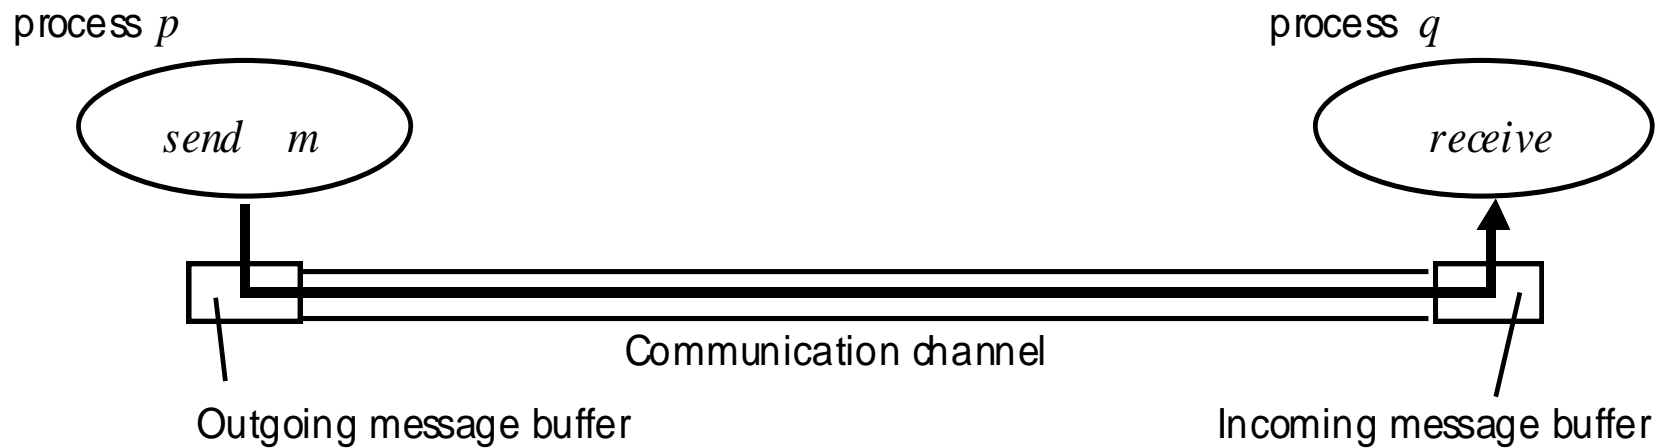 process p
process q
send m
receive
Communication channel
Outgoing message buffer
Incoming message buffer